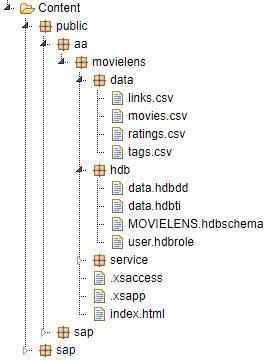 Content
public
aa
movielens
data
links.csv
movies.csv
ratings.csv
tags.csv
hdb
data.hdbdd
data.hdbti
MOVIELENS.hdbschema
user.hdbrole
service
.xsaccess
.xsapp
index.html
sap
sap